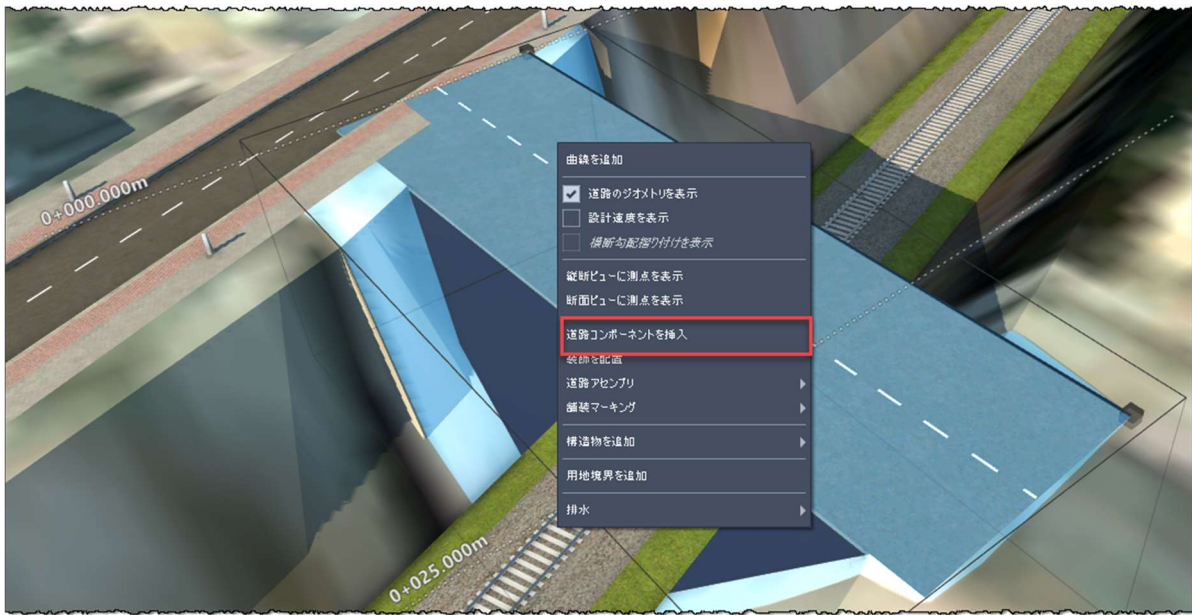 0+000.000m
曲線を追加
道路のジオメトリを表示
設計速度を表示
横断勾配擦り付けを表示
縦断ビューに測点を表示
断面ビューに測点を表示
道路コンポーネントを挿入
装飾を配置
道路アセンブリ
舗装マーキング
構造物を追加
用地境界を追加
排水
0+025.000m